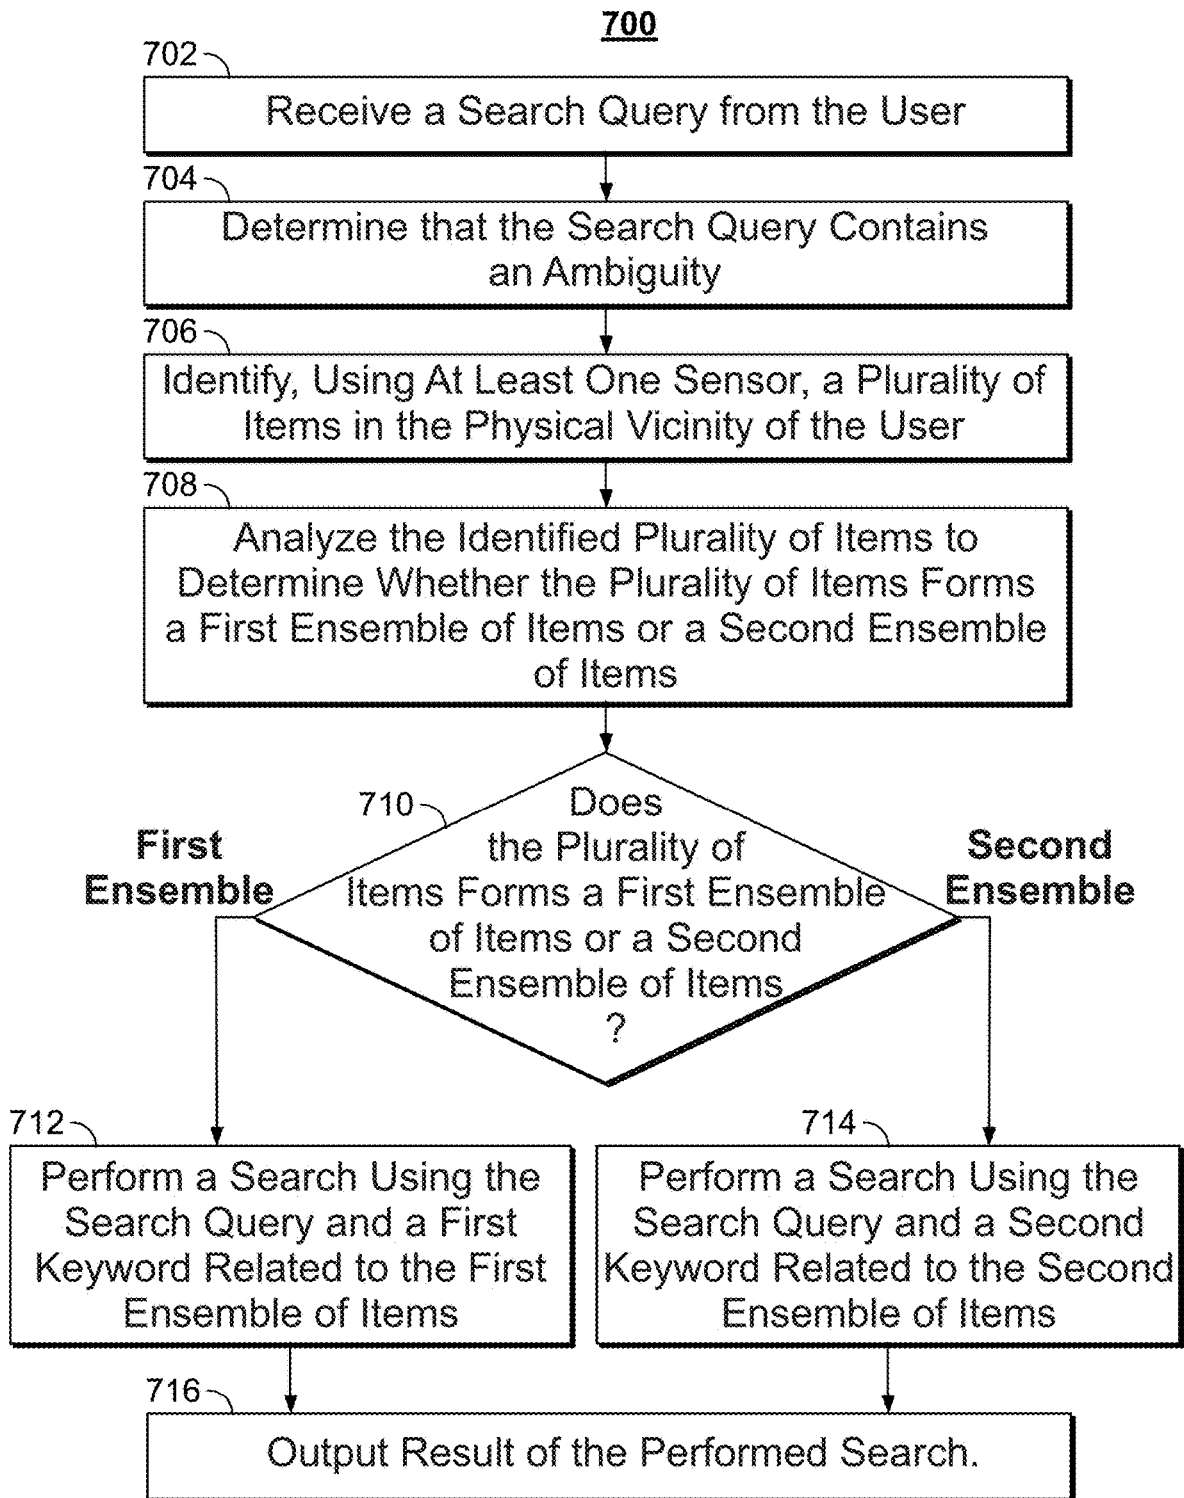 700
702
Receive a Search Query from the User
704
Determine that the Search Query Contains
an Ambiguity
706
Identify, Using At Least One Sensor, a Plurality of
Items in the Physical Vicinity of the User
708
Analyze the Identified Plurality of Items to
Determine Whether the Plurality of Items Forms
a First Ensemble of Items or a Second Ensemble
of Items
710
Does
the Plurality of
Items Forms a First Ensemble
of Items or a Second
Ensemble of Items
?
First
Ensemble
Second
Ensemble
712
Perform a Search Using the
Search Query and a First
Keyword Related to the First
Ensemble of Items
714
Perform a Search Using the
Search Query and a Second
Keyword Related to the Second
Ensemble of Items
716
Output Result of the Performed Search.